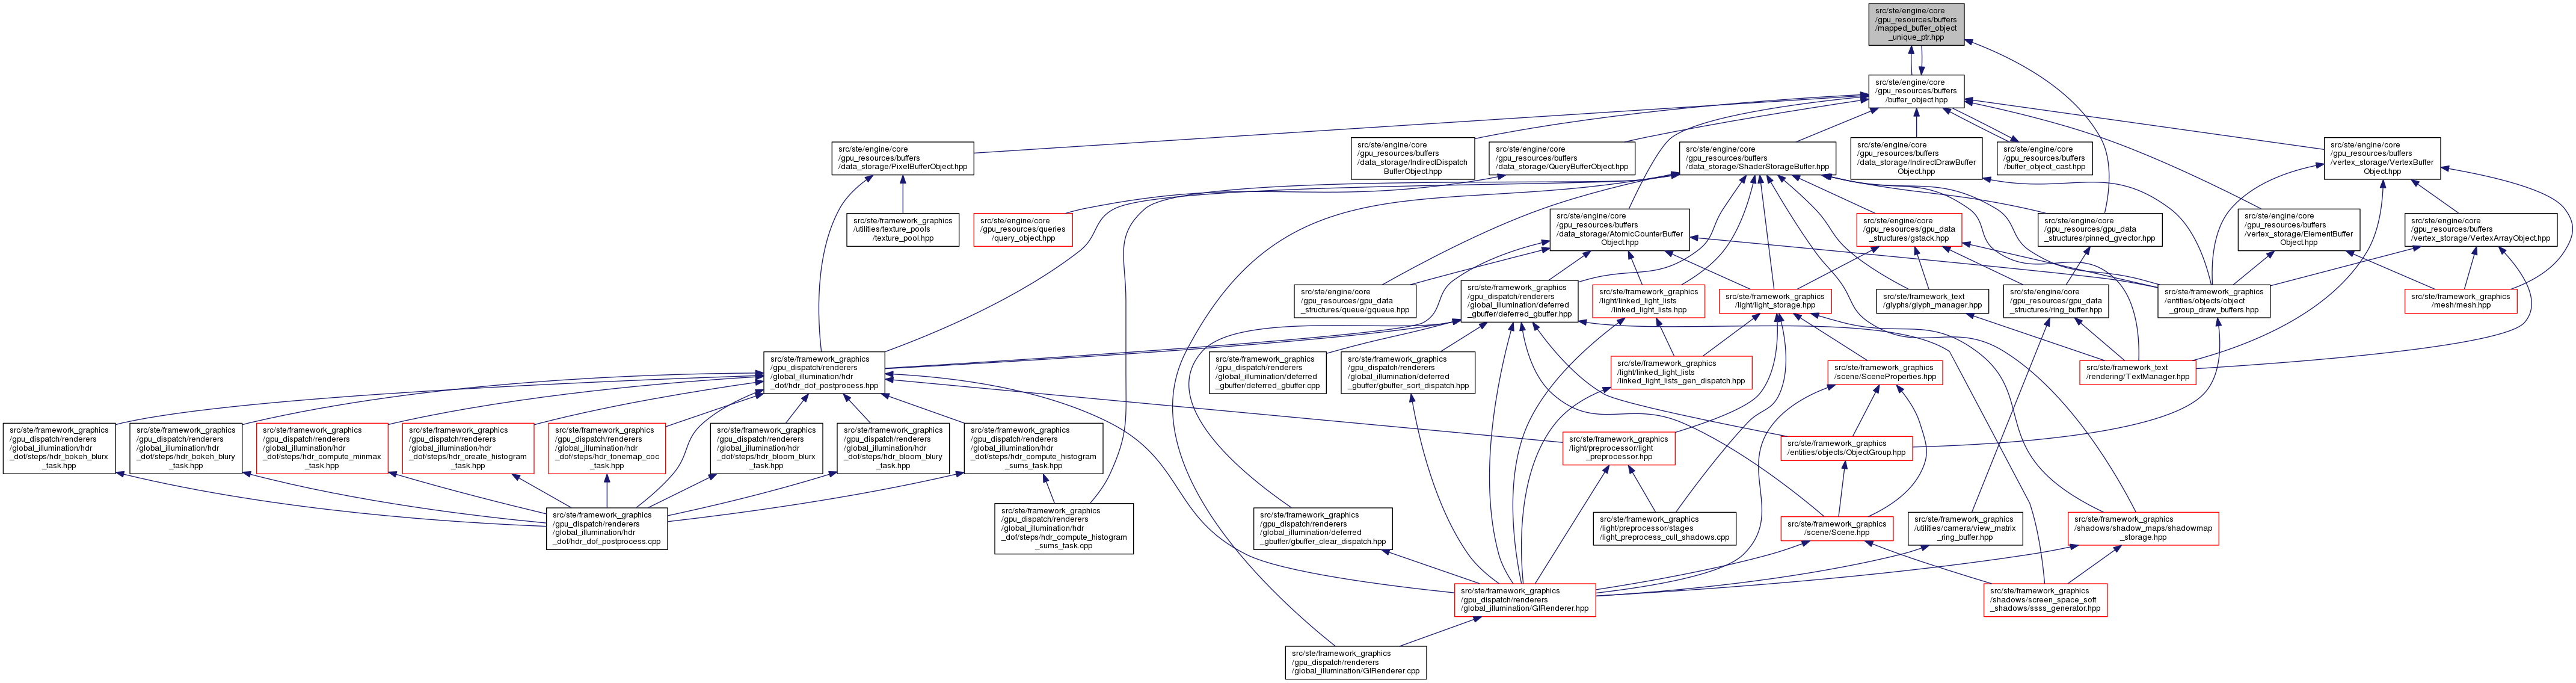 src/ste/engine/core
/gpu_resources/buffers
/mapped_buffer_object
_unique_ptr.hpp
src/ste/engine/core
/gpu_resources/buffers
/buffer_object.hpp
src/ste/engine/core
/gpu_resources/buffers
/data_storage/PixelBufferObject.hpp
src/ste/engine/core
/gpu_resources/buffers
/data_storage/IndirectDispatch
BufferObject.hpp
src/ste/engine/core
/gpu_resources/buffers
/data_storage/QueryBufferObject.hpp
src/ste/engine/core
/gpu_resources/buffers
/data_storage/ShaderStorageBuffer.hpp
src/ste/engine/core
/gpu_resources/buffers
/data_storage/IndirectDrawBuffer
Object.hpp
src/ste/engine/core
/gpu_resources/buffers
/buffer_object_cast.hpp
src/ste/engine/core
/gpu_resources/buffers
/vertex_storage/VertexBuffer
Object.hpp
src/ste/framework_graphics
/utilities/texture_pools
/texture_pool.hpp
src/ste/engine/core
/gpu_resources/queries
/query_object.hpp
src/ste/engine/core
/gpu_resources/buffers
/data_storage/AtomicCounterBuffer
Object.hpp
src/ste/engine/core
/gpu_resources/gpu_data
_structures/gstack.hpp
src/ste/engine/core
/gpu_resources/gpu_data
_structures/pinned_gvector.hpp
src/ste/engine/core
/gpu_resources/buffers
/vertex_storage/ElementBuffer
Object.hpp
src/ste/engine/core
/gpu_resources/buffers
/vertex_storage/VertexArrayObject.hpp
src/ste/engine/core
/gpu_resources/gpu_data
_structures/queue/gqueue.hpp
src/ste/framework_graphics
/gpu_dispatch/renderers
/global_illumination/deferred
_gbuffer/deferred_gbuffer.hpp
src/ste/framework_graphics
/light/linked_light_lists
/linked_light_lists.hpp
src/ste/framework_graphics
/light/light_storage.hpp
src/ste/framework_text
/glyphs/glyph_manager.hpp
src/ste/engine/core
/gpu_resources/gpu_data
_structures/ring_buffer.hpp
src/ste/framework_graphics
/entities/objects/object
_group_draw_buffers.hpp
src/ste/framework_graphics
/mesh/mesh.hpp
src/ste/framework_graphics
/gpu_dispatch/renderers
/global_illumination/hdr
_dof/hdr_dof_postprocess.hpp
src/ste/framework_graphics
/gpu_dispatch/renderers
/global_illumination/deferred
_gbuffer/deferred_gbuffer.cpp
src/ste/framework_graphics
/gpu_dispatch/renderers
/global_illumination/deferred
_gbuffer/gbuffer_sort_dispatch.hpp
src/ste/framework_graphics
/light/linked_light_lists
/linked_light_lists_gen_dispatch.hpp
src/ste/framework_graphics
/scene/SceneProperties.hpp
src/ste/framework_text
/rendering/TextManager.hpp
src/ste/framework_graphics
/gpu_dispatch/renderers
/global_illumination/hdr
_dof/steps/hdr_bokeh_blurx
_task.hpp
src/ste/framework_graphics
/gpu_dispatch/renderers
/global_illumination/hdr
_dof/steps/hdr_bokeh_blury
_task.hpp
src/ste/framework_graphics
/gpu_dispatch/renderers
/global_illumination/hdr
_dof/steps/hdr_compute_minmax
_task.hpp
src/ste/framework_graphics
/gpu_dispatch/renderers
/global_illumination/hdr
_dof/steps/hdr_create_histogram
_task.hpp
src/ste/framework_graphics
/gpu_dispatch/renderers
/global_illumination/hdr
_dof/steps/hdr_tonemap_coc
_task.hpp
src/ste/framework_graphics
/gpu_dispatch/renderers
/global_illumination/hdr
_dof/steps/hdr_bloom_blurx
_task.hpp
src/ste/framework_graphics
/gpu_dispatch/renderers
/global_illumination/hdr
_dof/steps/hdr_bloom_blury
_task.hpp
src/ste/framework_graphics
/gpu_dispatch/renderers
/global_illumination/hdr
_dof/steps/hdr_compute_histogram
_sums_task.hpp
src/ste/framework_graphics
/light/preprocessor/light
_preprocessor.hpp
src/ste/framework_graphics
/entities/objects/ObjectGroup.hpp
src/ste/framework_graphics
/gpu_dispatch/renderers
/global_illumination/hdr
_dof/hdr_dof_postprocess.cpp
src/ste/framework_graphics
/gpu_dispatch/renderers
/global_illumination/hdr
_dof/steps/hdr_compute_histogram
_sums_task.cpp
src/ste/framework_graphics
/gpu_dispatch/renderers
/global_illumination/deferred
_gbuffer/gbuffer_clear_dispatch.hpp
src/ste/framework_graphics
/light/preprocessor/stages
/light_preprocess_cull_shadows.cpp
src/ste/framework_graphics
/scene/Scene.hpp
src/ste/framework_graphics
/utilities/camera/view_matrix
_ring_buffer.hpp
src/ste/framework_graphics
/shadows/shadow_maps/shadowmap
_storage.hpp
src/ste/framework_graphics
/gpu_dispatch/renderers
/global_illumination/GIRenderer.hpp
src/ste/framework_graphics
/shadows/screen_space_soft
_shadows/ssss_generator.hpp
src/ste/framework_graphics
/gpu_dispatch/renderers
/global_illumination/GIRenderer.cpp